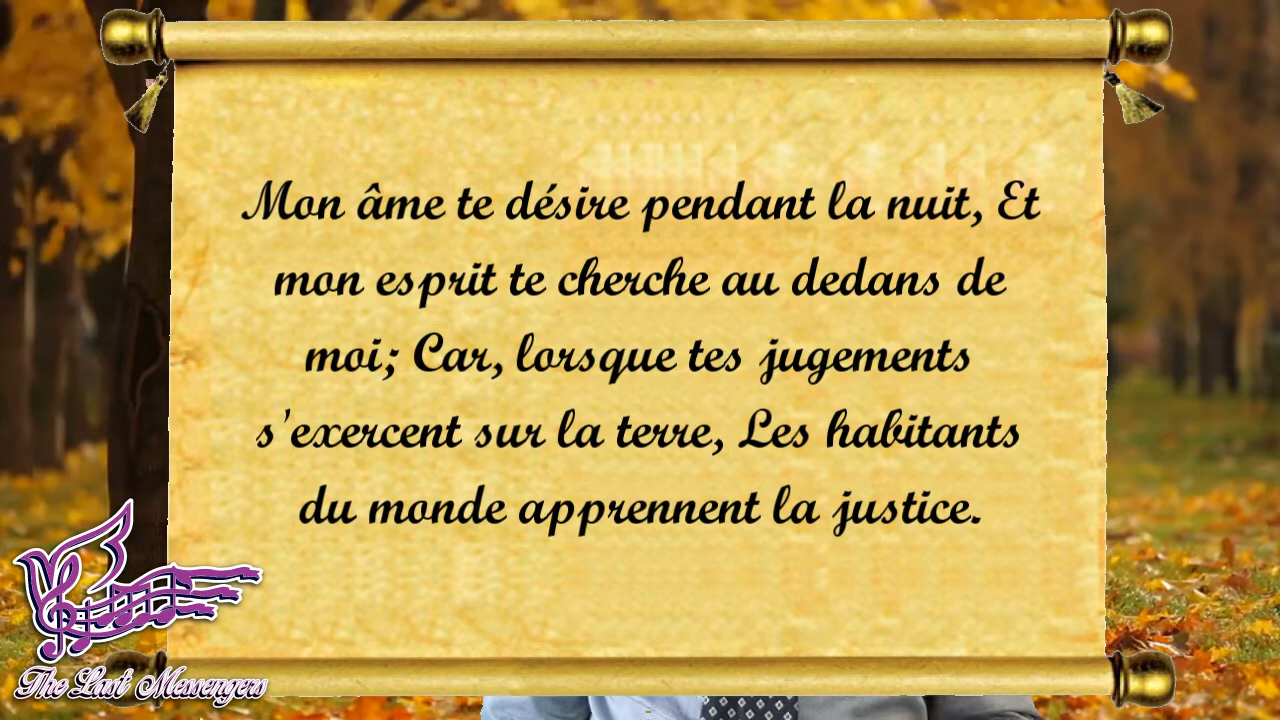 Mon âme te désire pendant la nuit, Et
mon esprit te cherche au dedans de
moi; Car, lorsque tes jugements
s'exercent sur la terre, Les habitants
du monde apprennent la justice.
The Last Messengers